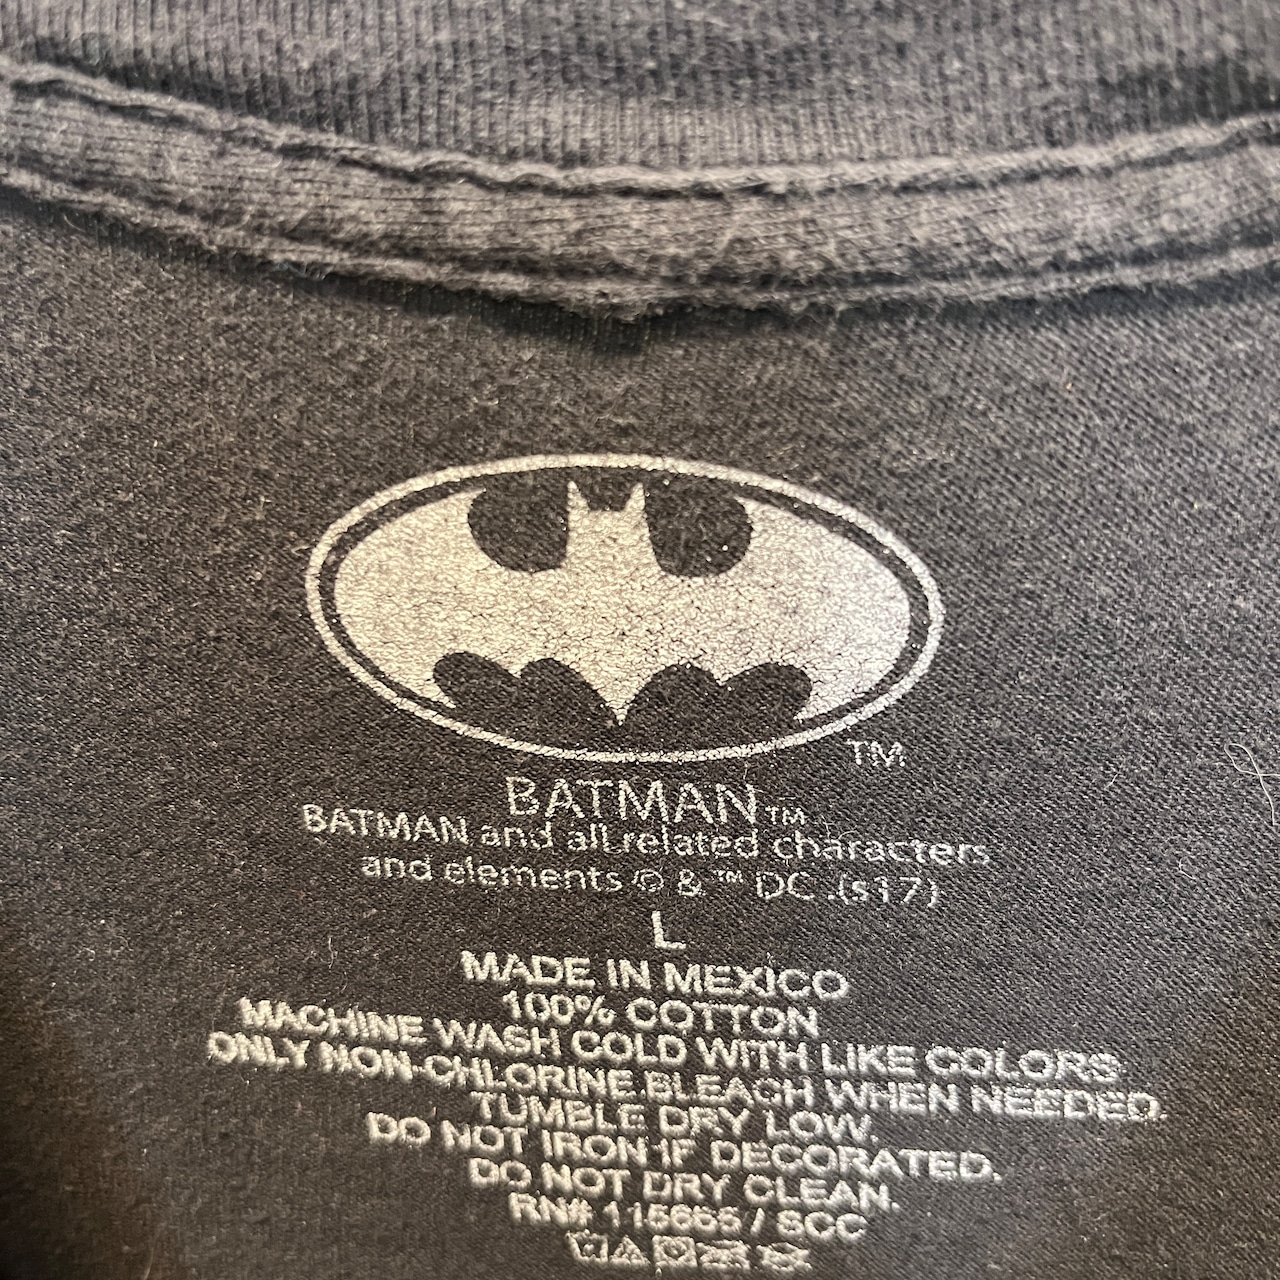 TM
BATMAN™
BATMAN and all related characters
and elements © & ™ DC. (s17)
L
MADE IN MEXICO
100% COTTON
MACHINE WASH COLD WITH LIKE COLORS
ONLY NON-CHLORINE BLEACH WHEN NEEDED.
TUMBLE DRY LOW.
DO NOT IRON IF DECORATED.
DO NOT DRY CLEAN.
RN# / SCC